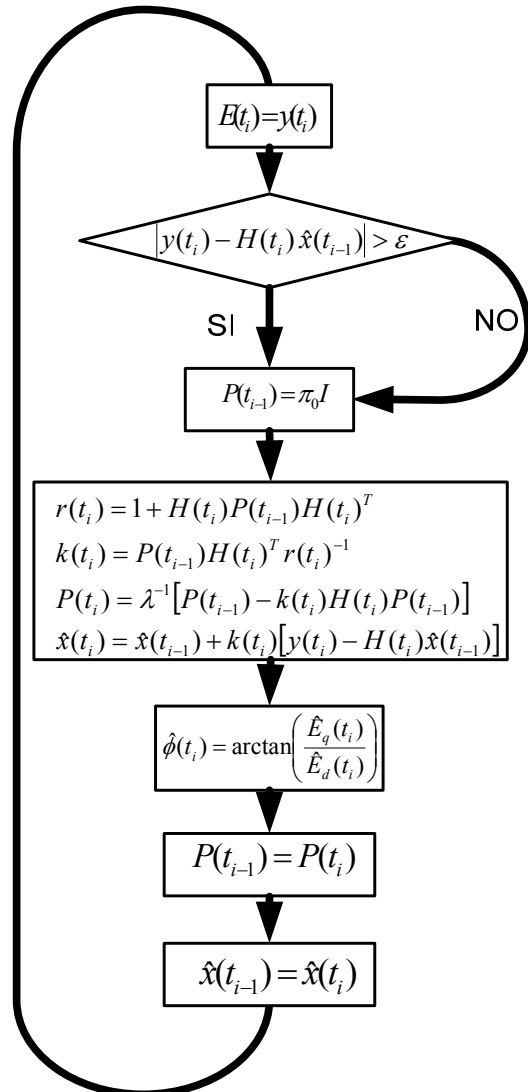 E(t_i)=y(t_i)
|y(t_i) − H(t_i) x̂(t_{i−1})| > ε
SI
NO
P(t_{i−1}) = π_0 I
r(t_i) = 1 + H(t_i)P(t_{i−1})H(t_i)^T
k(t_i) = P(t_{i−1})H(t_i)^T r(t_i)^{−1}
P(t_i) = λ^{−1}[P(t_{i−1}) − k(t_i)H(t_i)P(t_{i−1})]
x̂(t_i) = x̂(t_{i−1}) + k(t_i)[y(t_i) − H(t_i)x̂(t_{i−1})]
ϕ̂(t_i) = arctan(Ê_q(t_i) / Ê_d(t_i))
P(t_{i−1}) = P(t_i)
x̂(t_{i−1}) = x̂(t_i)